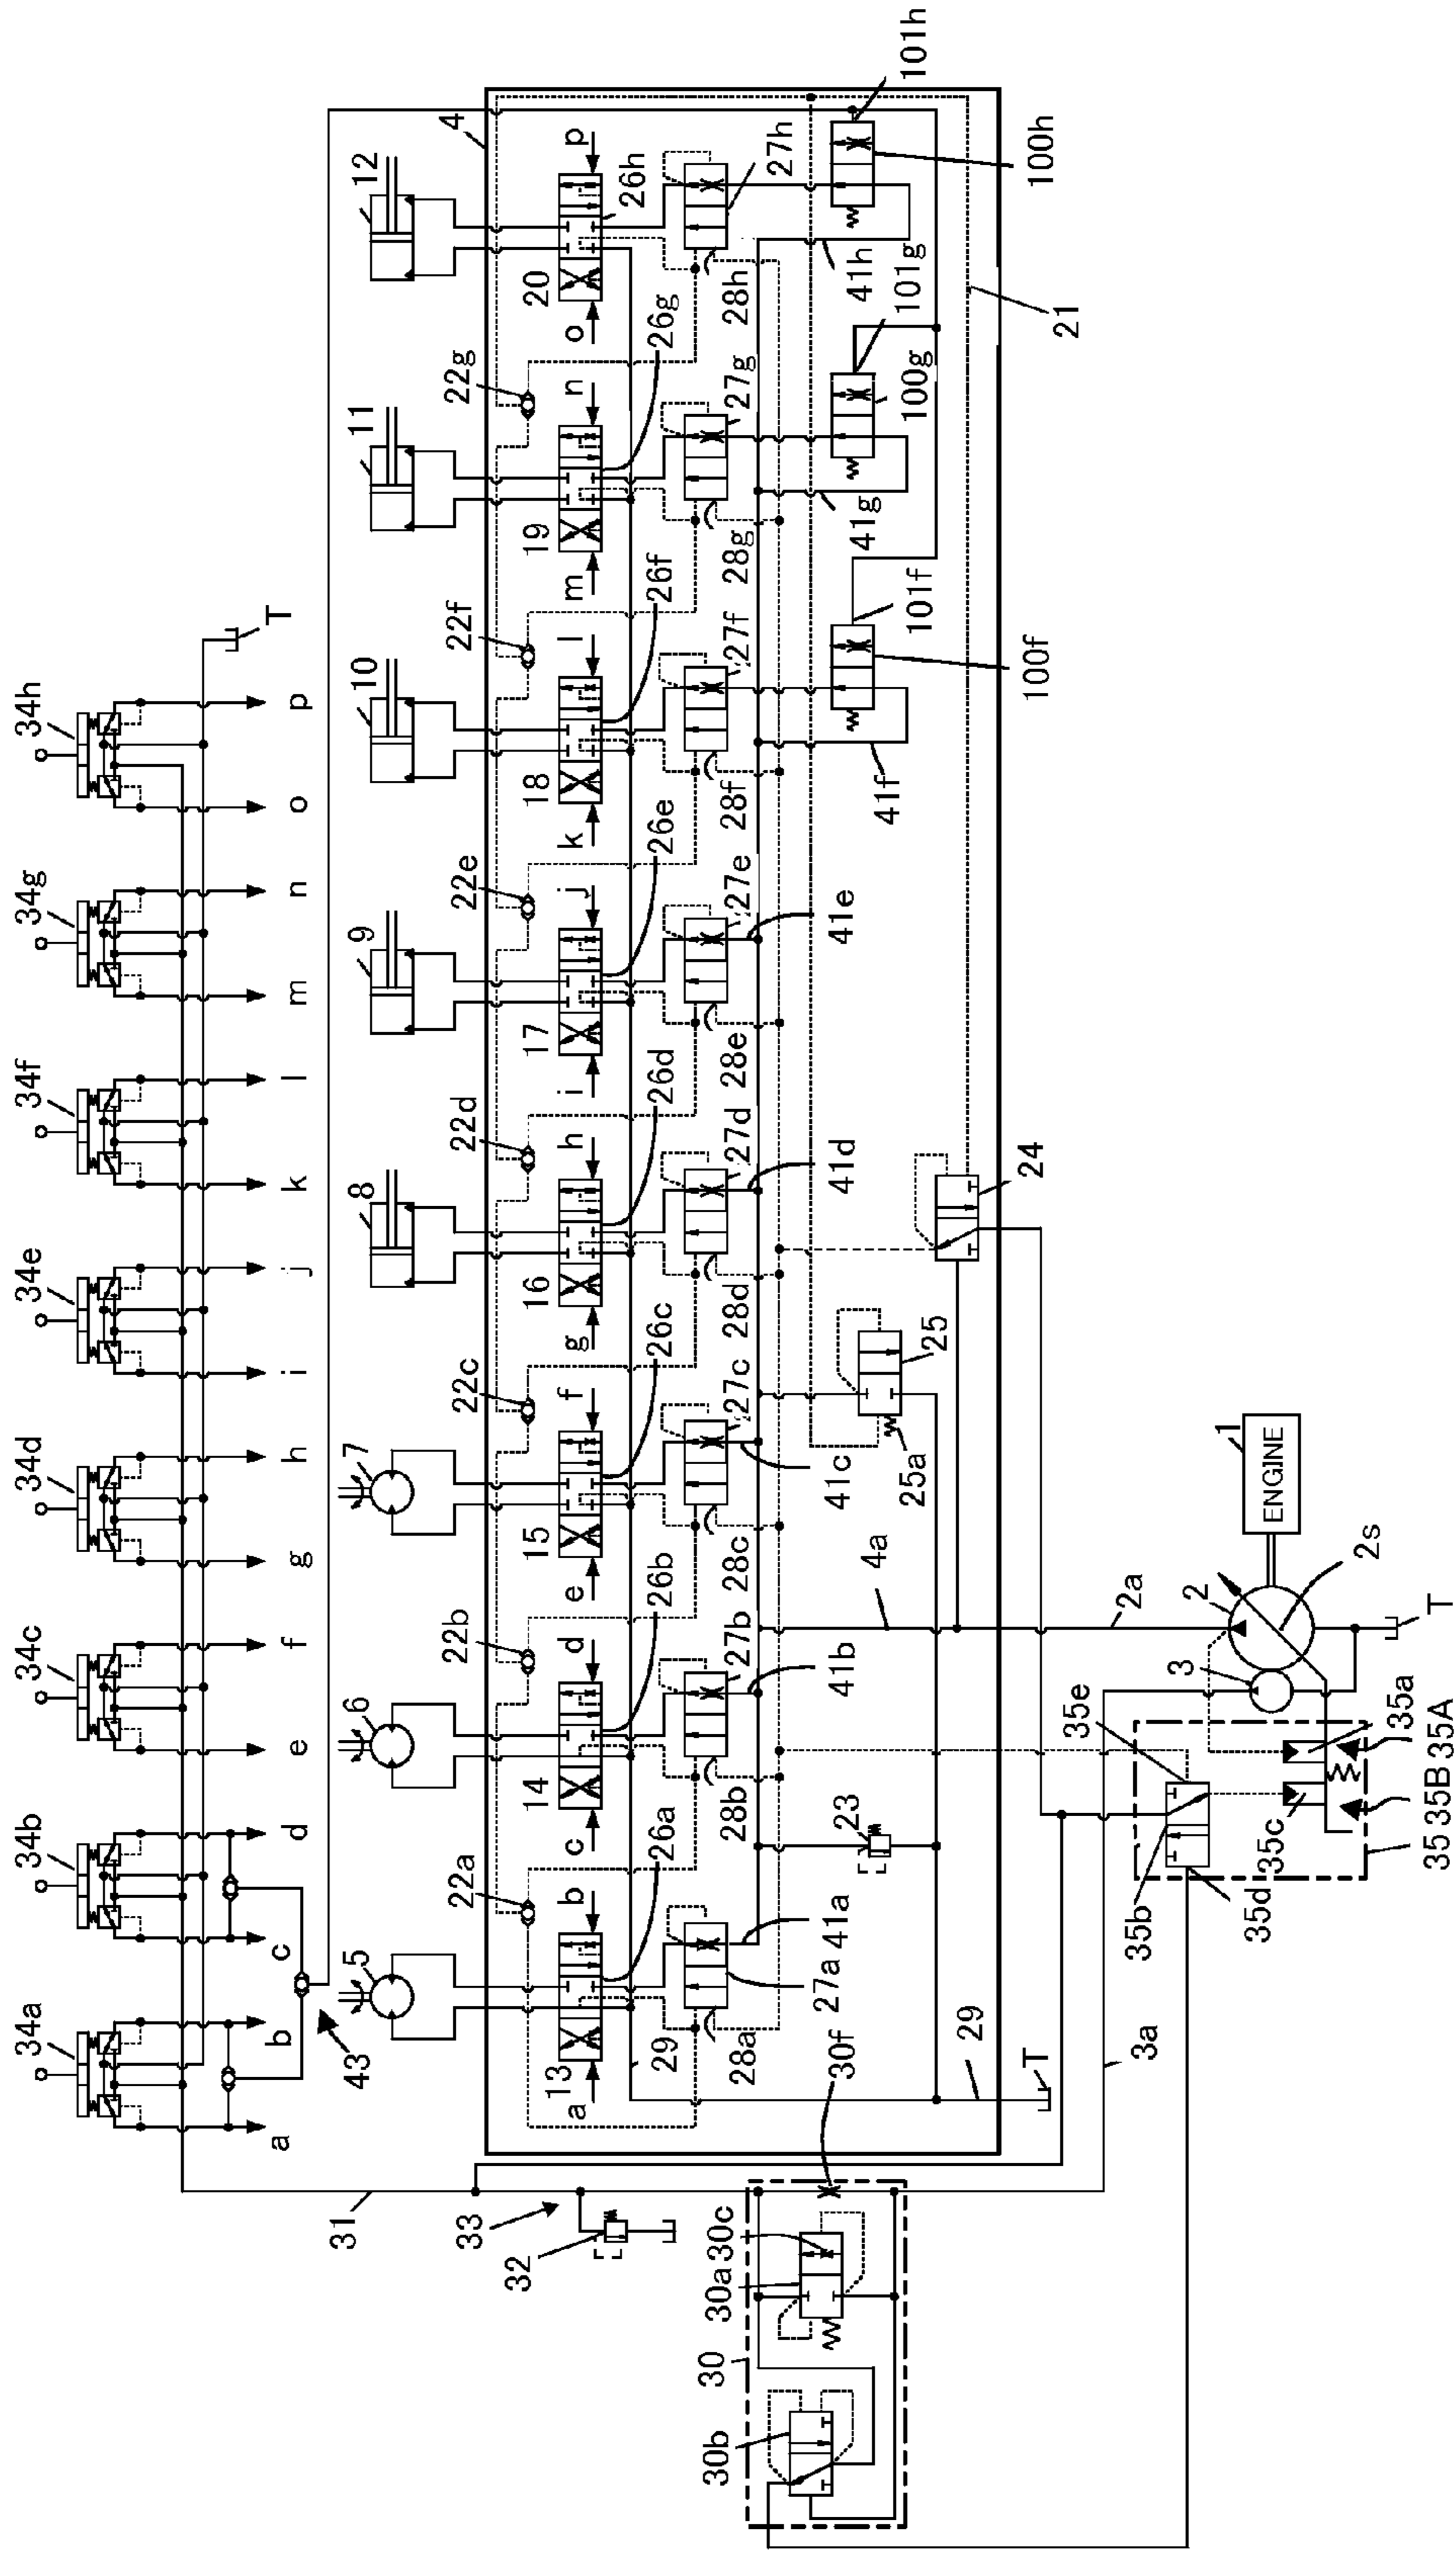 34a
34b
34c
34d
34e
34f
34g
34h
T
a
b
c
d
e
f
g
h
i
j
k
l
m
n
o
p
43
31
33
32
5
6
7
8
9
10
11
12
4
22a
22b
22c
22d
22e
22f
22g
13
14
15
16
17
18
19
20
a
b
c
d
e
f
g
h
i
j
k
l
m
n
o
p
26a
26b
26c
26d
26e
26f
26g
26h
29
27a
27b
27c
27d
27e
27f
27g
27h
28a
28b
28c
28d
28e
28f
28g
28h
41a
41b
41c
41d
41e
41f
41g
41h
101f
101g
101h
100f
100g
100h
23
4a
25
25a
24
21
29
T
30f
30
30a
30b
30c
3a
2a
35e
35b
35d
35c
35a
35A
35B
35
3
2
2s
1
ENGINE
T